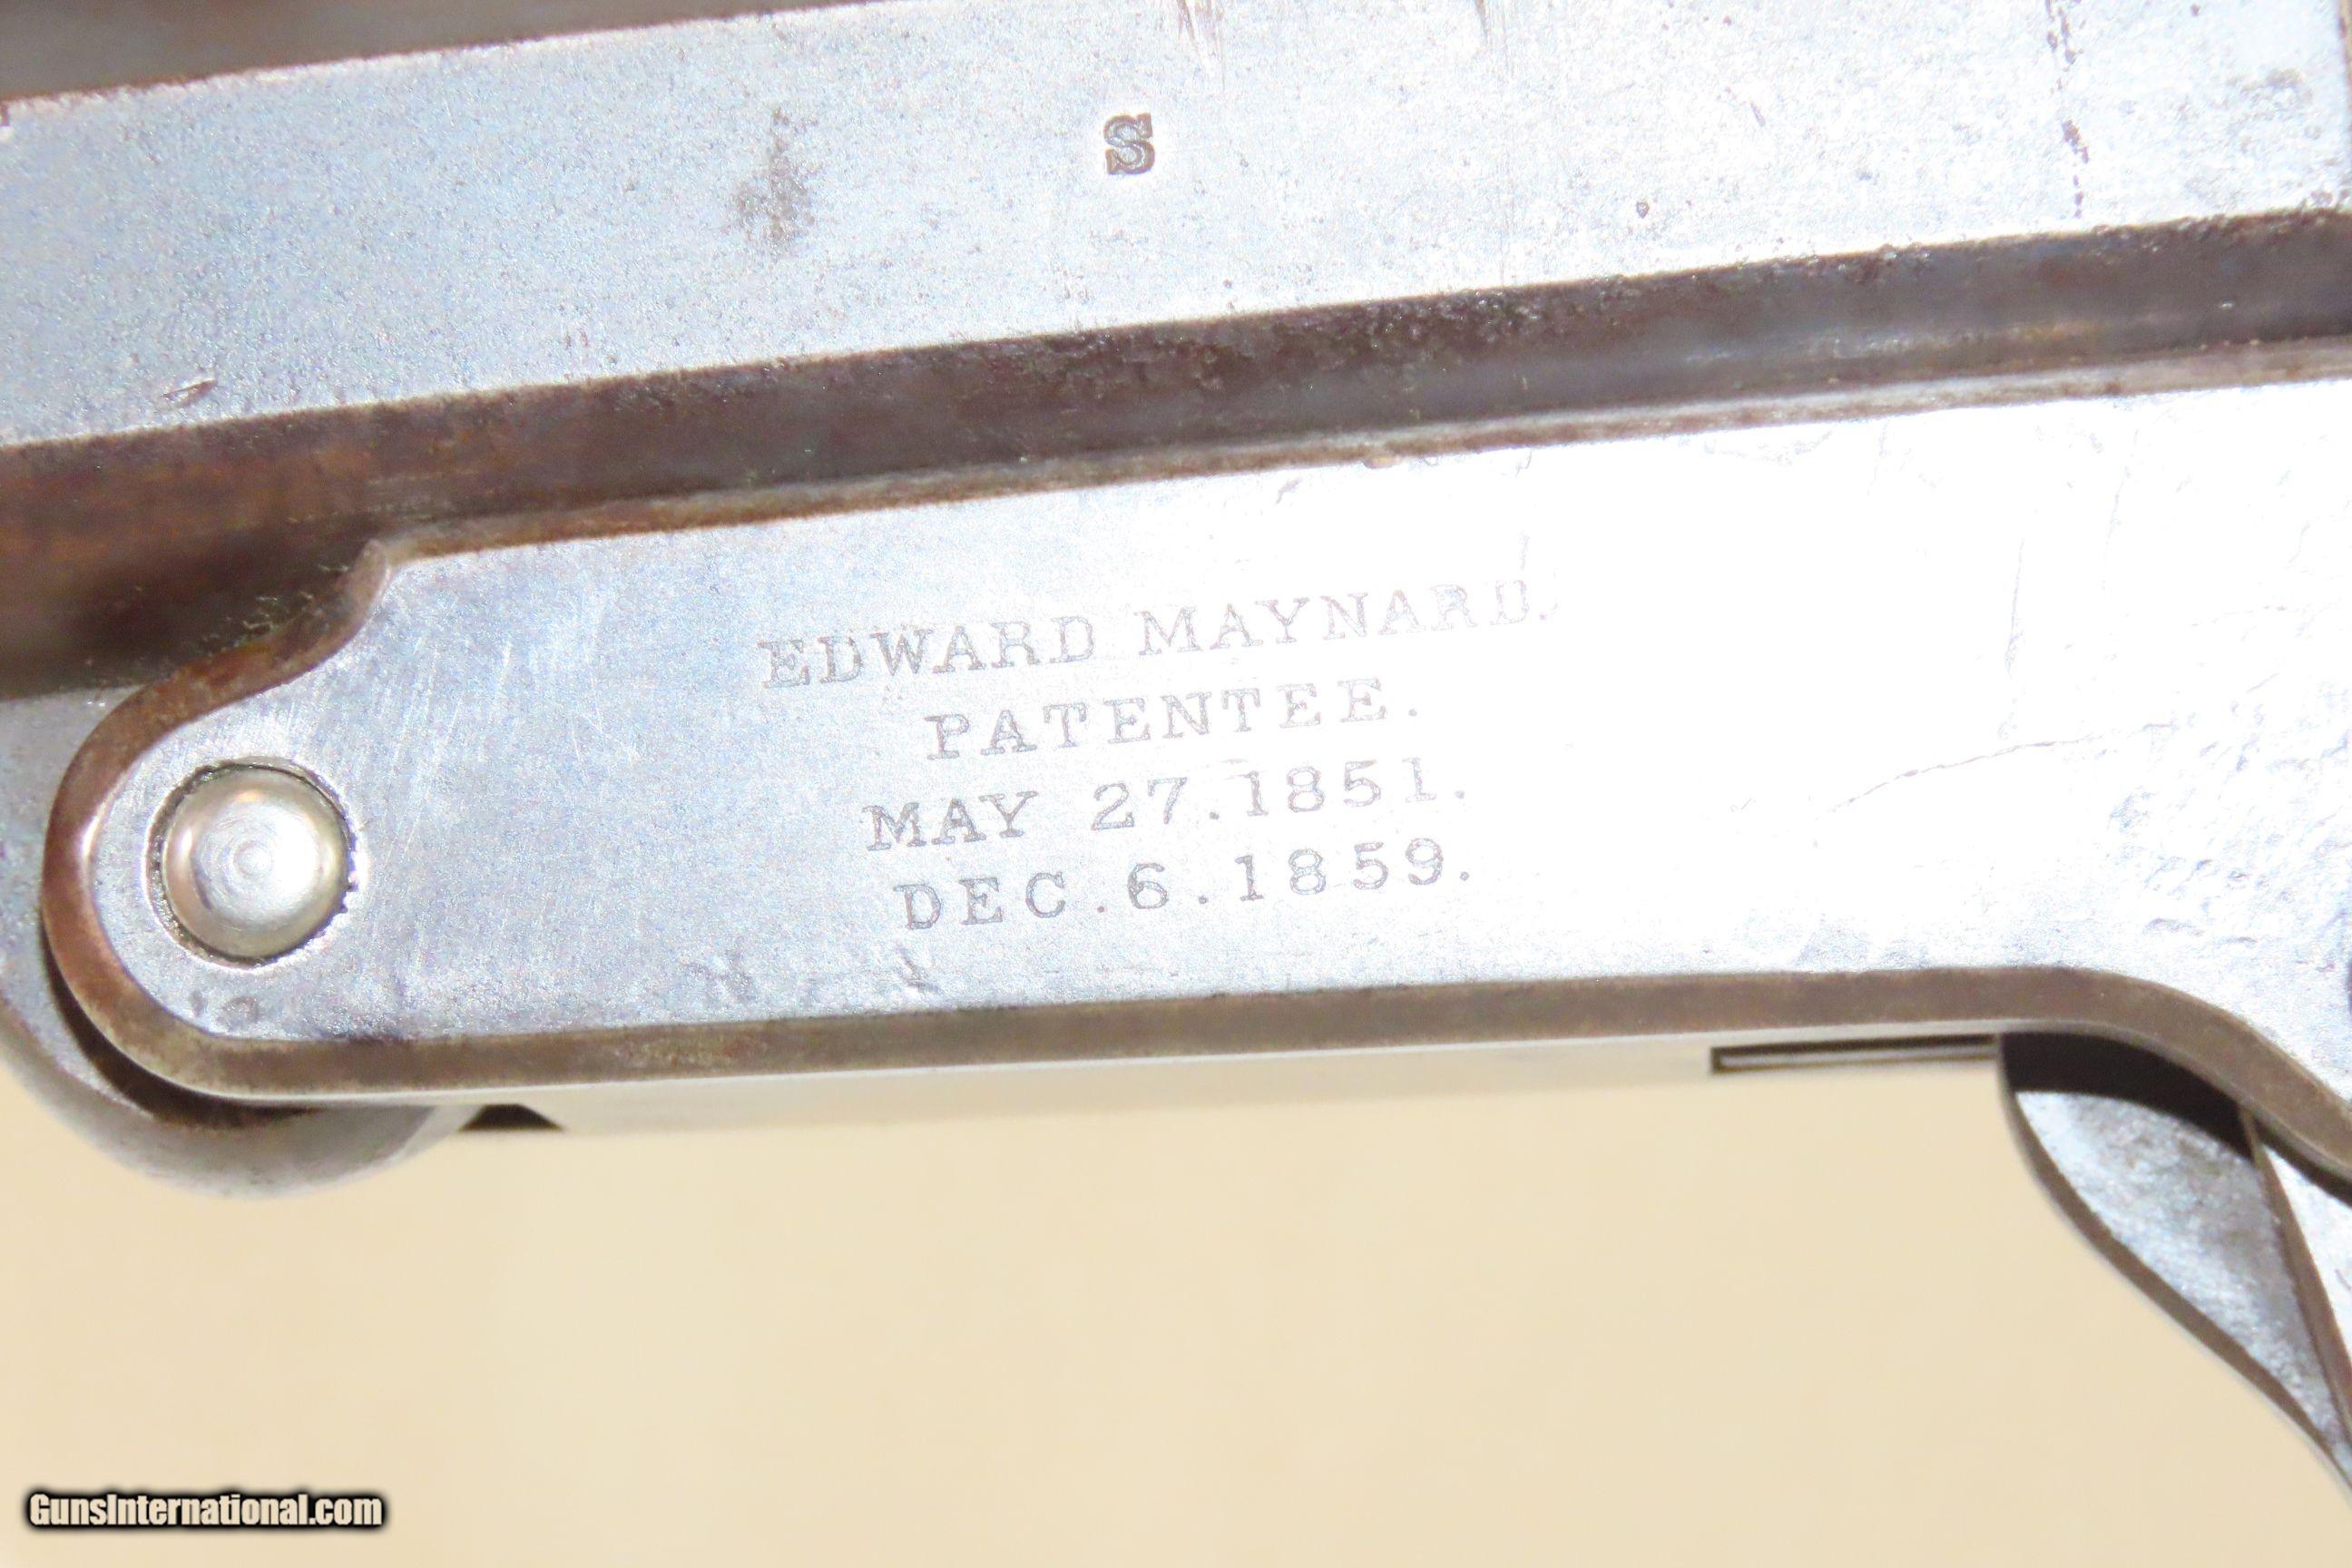 S
EDWARD MAYNARD.
PATENTEE.
MAY 27.1851.
DEC.6.1859.
GunsInternational.com